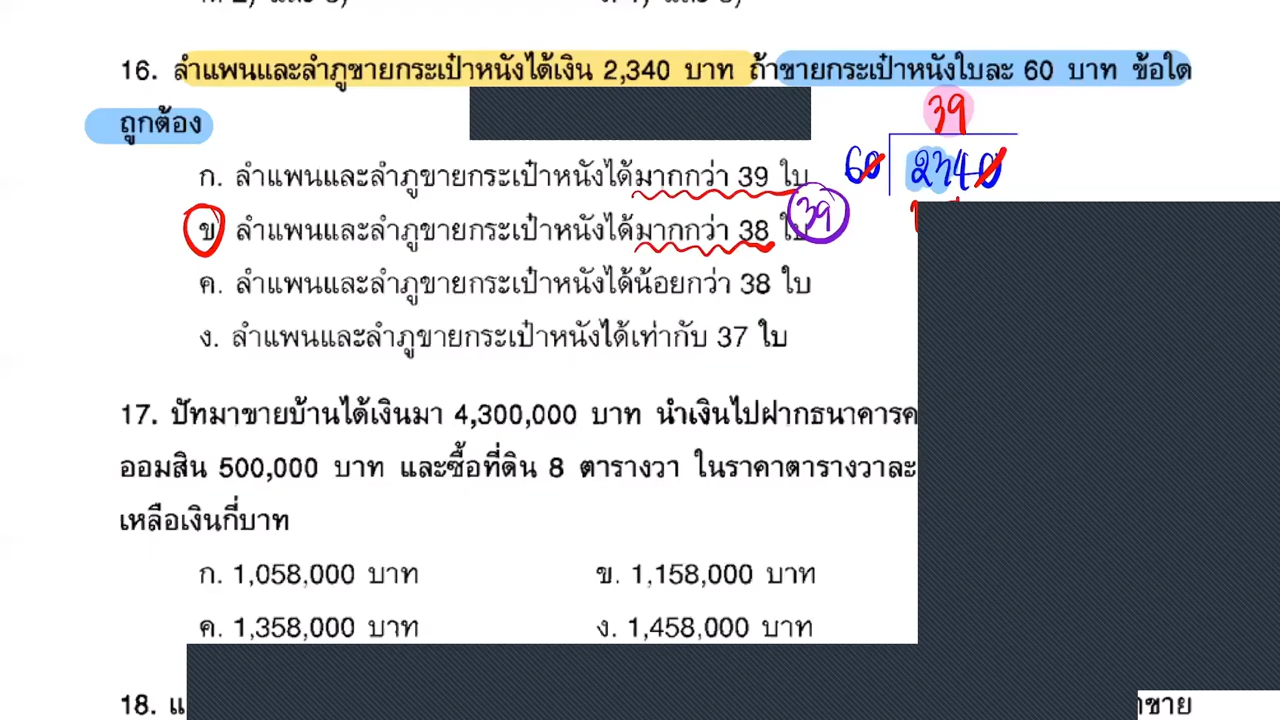 16. ลำแพนและลำภูขายกระเป๋าหนังได้เงิน 2,340 บาท ถ้าขายกระเป๋าหนังใบละ 60 บาท ข้อใด
ถูกต้อง
39
60 2340
ก. ลำแพนและลำภูขายกระเป๋าหนังได้มากกว่า 39 ใบ
39
ข ลำแพนและลำภูขายกระเป๋าหนังได้มากกว่า 38 ใบ
ค. ลำแพนและลำภูขายกระเป๋าหนังได้น้อยกว่า 38 ใบ
ง. ลำแพนและลำภูขายกระเป๋าหนังได้เท่ากับ 37 ใบ
17. ปัทมาขายบ้านได้เงินมา 4,300,000 บาท นำเงินไปฝากธนาคาร
ออมสิน 500,000 บาท และซื้อที่ดิน 8 ตารางวา ในราคาตารางวาละ
เหลือเงินกี่บาท
ก. 1,058,000 บาท ข. 1,158,000 บาท
ค. 1,358,000 บาท ง. 1,458,000 บาท
18.